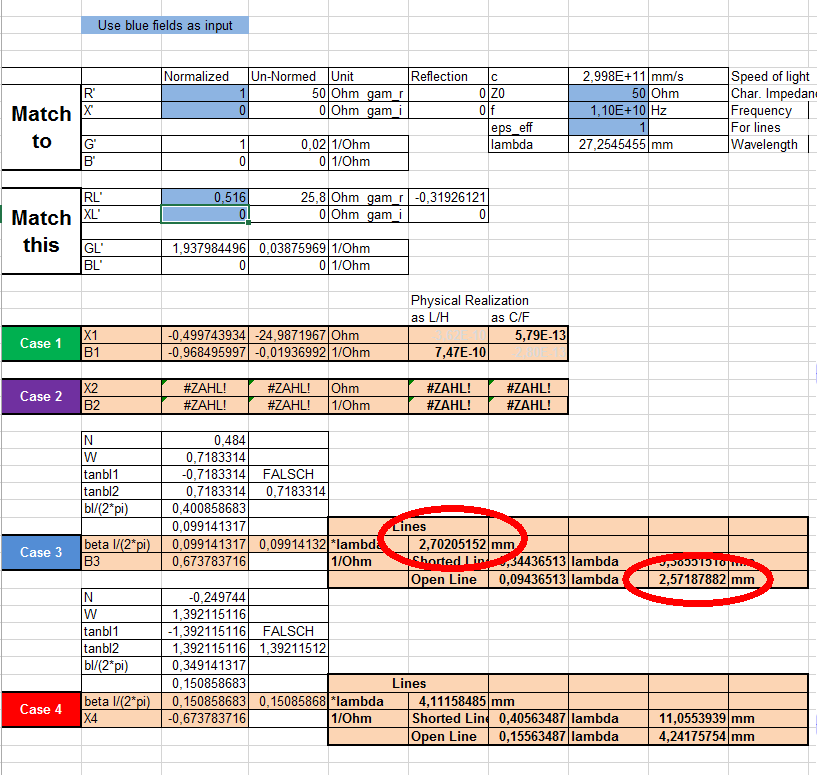 Use blue fields as input
Normalized Un-Normed Unit Reflection c 2,998E+11 mm/s Speed of light
Match to
R' 1 50 Ohm gam_r 0 Z0 50 Ohm Char. Impedan
X' 0 0 Ohm gam_i 0 f 1,10E+10 Hz Frequency
eps_eff 1 For lines
G' 1 0,02 1/Ohm lambda 27,2545455 mm Wavelength
B' 0 0 1/Ohm
Match this
RL' 0,516 25,8 Ohm gam_r -0,31926121
XL' 0 0 Ohm gam_i 0
GL' 1,937984496 0,03875969 1/Ohm
BL' 0 0 1/Ohm
Physical Realization
as L/H as C/F
Case 1
X1 -0,499743934 -24,9871967 Ohm 5,79E-13
B1 -0,968495997 -0,01936992 1/Ohm 7,47E-10
Case 2
X2 #ZAHL! #ZAHL! Ohm #ZAHL! #ZAHL!
B2 #ZAHL! #ZAHL! 1/Ohm #ZAHL! #ZAHL!
N 0,484
W 0,7183314
tanbl1 -0,7183314 FALSCH
tanbl2 0,7183314 0,7183314
bl/(2*pi) 0,400858683
0,099141317 Lines
Case 3
beta l/(2*pi) 0,099141317 0,09914132 *lambda 2,70205152 mm
B3 0,673783716 1/Ohm Shorted Line 0,34436513 lambda 9,38551518 mm
Open Line 0,09436513 lambda 2,57187882 mm
N -0,249744
W 1,392115116
tanbl1 -1,392115116 FALSCH
tanbl2 1,392115116 1,39211512
bl/(2*pi) 0,349141317
0,150858683 Lines
Case 4
beta l/(2*pi) 0,150858683 0,15085868 *lambda 4,11158485 mm
X4 -0,673783716 1/Ohm Shorted Line 0,40563487 lambda 11,0553939 mm
Open Line 0,15563487 lambda 4,24175754 mm